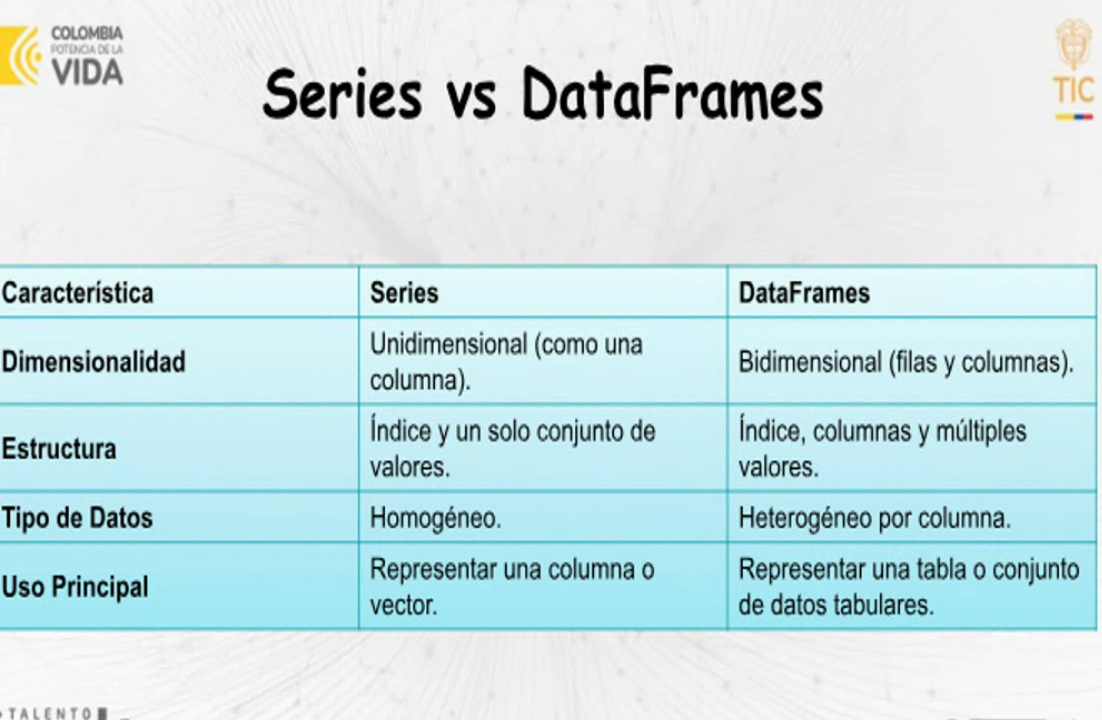 COLOMBIA
POTENCIA DE LA
VIDA
TIC
Series vs DataFrames
Característica Series DataFrames
Dimensionalidad Unidimensional (como una columna). Bidimensional (filas y columnas).
Estructura Índice y un solo conjunto de valores. Índice, columnas y múltiples valores.
Tipo de Datos Homogéneo. Heterogéneo por columna.
Uso Principal Representar una columna o vector. Representar una tabla o conjunto de datos tabulares.
TALENTO